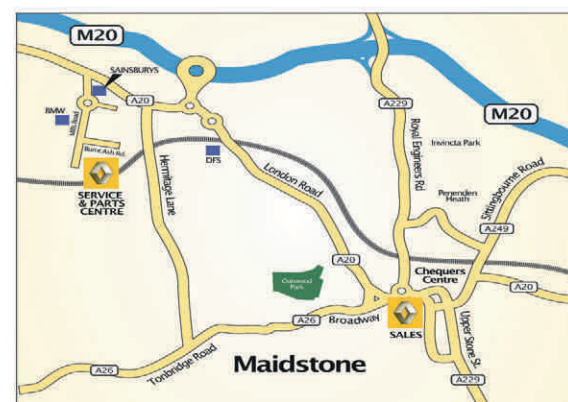 M20
SAINSBURYS
BMW
Mills Road
A20
A229
M20
Burnt Ash Rd.
Hermitage Lane
DFS
London Road
Royal Engineers Rd
Invicta Park
Penenden
Heath
Sittingbourne Road
SERVICE
& PARTS
CENTRE
A249
A20
Oakwood
Park
Chequers
Centre
A20
A26
Broadway
SALES
Upper Stone St.
A26
Tonbridge Road
Maidstone
A229